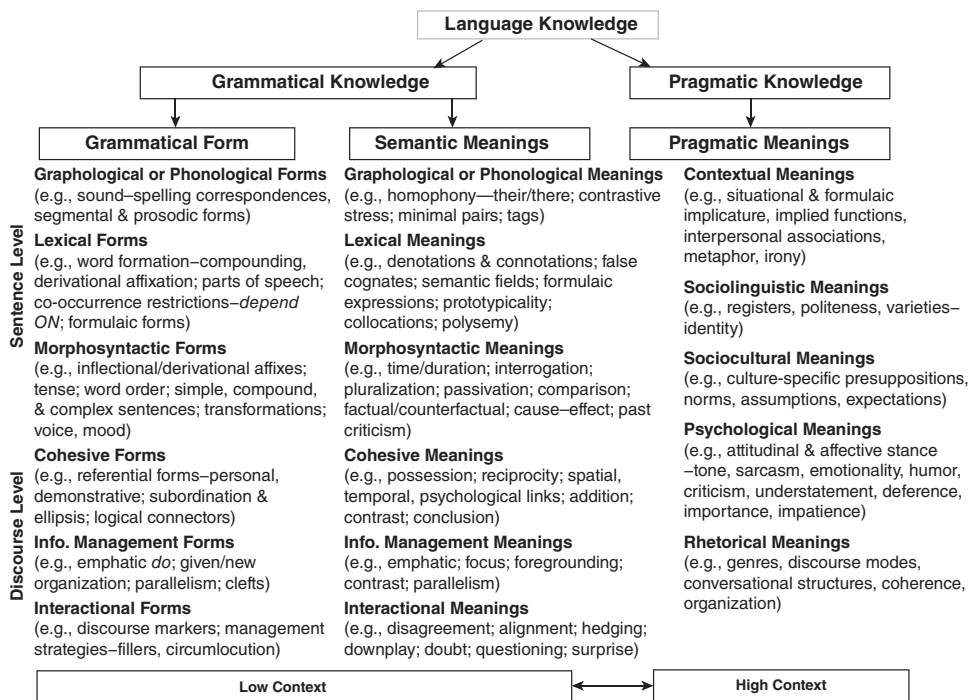 Language Knowledge
Grammatical Knowledge
Pragmatic Knowledge
Grammatical Form
Semantic Meanings
Pragmatic Meanings
Sentence Level
Discourse Level
Graphological or Phonological Forms
(e.g., sound–spelling correspondences,
segmental & prosodic forms)
Lexical Forms
(e.g., word formation–compounding,
derivational affixation; parts of speech;
co-occurrence restrictions–depend
ON; formulaic forms)
Morphosyntactic Forms
(e.g., inflectional/derivational affixes;
tense; word order; simple, compound,
& complex sentences; transformations;
voice, mood)
Cohesive Forms
(e.g., referential forms–personal,
demonstrative; subordination &
ellipsis; logical connectors)
Info. Management Forms
(e.g., emphatic do; given/new
organization; parallelism; clefts)
Interactional Forms
(e.g., discourse markers; management
strategies–fillers, circumlocution)
Graphological or Phonological Meanings
(e.g., homophony—their/there; contrastive
stress; minimal pairs; tags)
Lexical Meanings
(e.g., denotations & connotations; false
cognates; semantic fields; formulaic
expressions; prototypicality;
collocations; polysemy)
Morphosyntactic Meanings
(e.g., time/duration; interrogation;
pluralization; passivation; comparison;
factual/counterfactual; cause–effect; past
criticism)
Cohesive Meanings
(e.g., possession; reciprocity; spatial,
temporal, psychological links; addition;
contrast; conclusion)
Info. Management Meanings
(e.g., emphatic; focus; foregrounding;
contrast; parallelism)
Interactional Meanings
(e.g., disagreement; alignment; hedging;
downplay; doubt; questioning; surprise)
Contextual Meanings
(e.g., situational & formulaic
implicature, implied functions,
interpersonal associations,
metaphor, irony)
Sociolinguistic Meanings
(e.g., registers, politeness, varieties–
identity)
Sociocultural Meanings
(e.g., culture-specific presuppositions,
norms, assumptions, expectations)
Psychological Meanings
(e.g., attitudinal & affective stance
–tone, sarcasm, emotionality, humor,
criticism, understatement, deference,
importance, impatience)
Rhetorical Meanings
(e.g., genres, discourse modes,
conversational structures, coherence,
organization)
Low Context
High Context